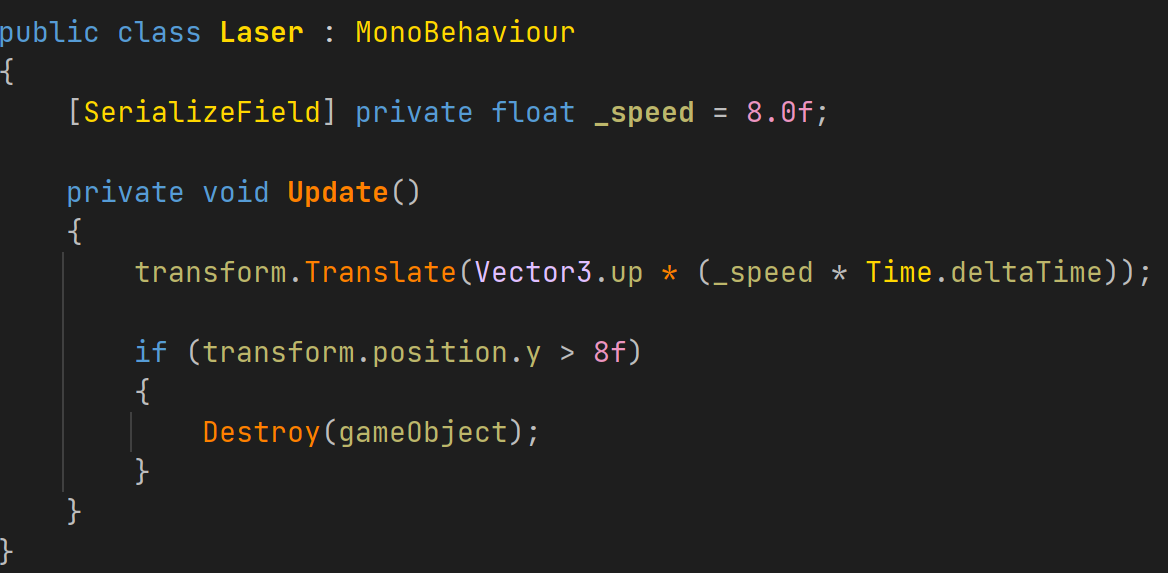 public class Laser : MonoBehaviour
{
    [SerializeField] private float _speed = 8.0f;

    private void Update()
    {
        transform.Translate(Vector3.up * (_speed * Time.deltaTime));

        if (transform.position.y > 8f)
        {
            Destroy(gameObject);
        }
    }
}